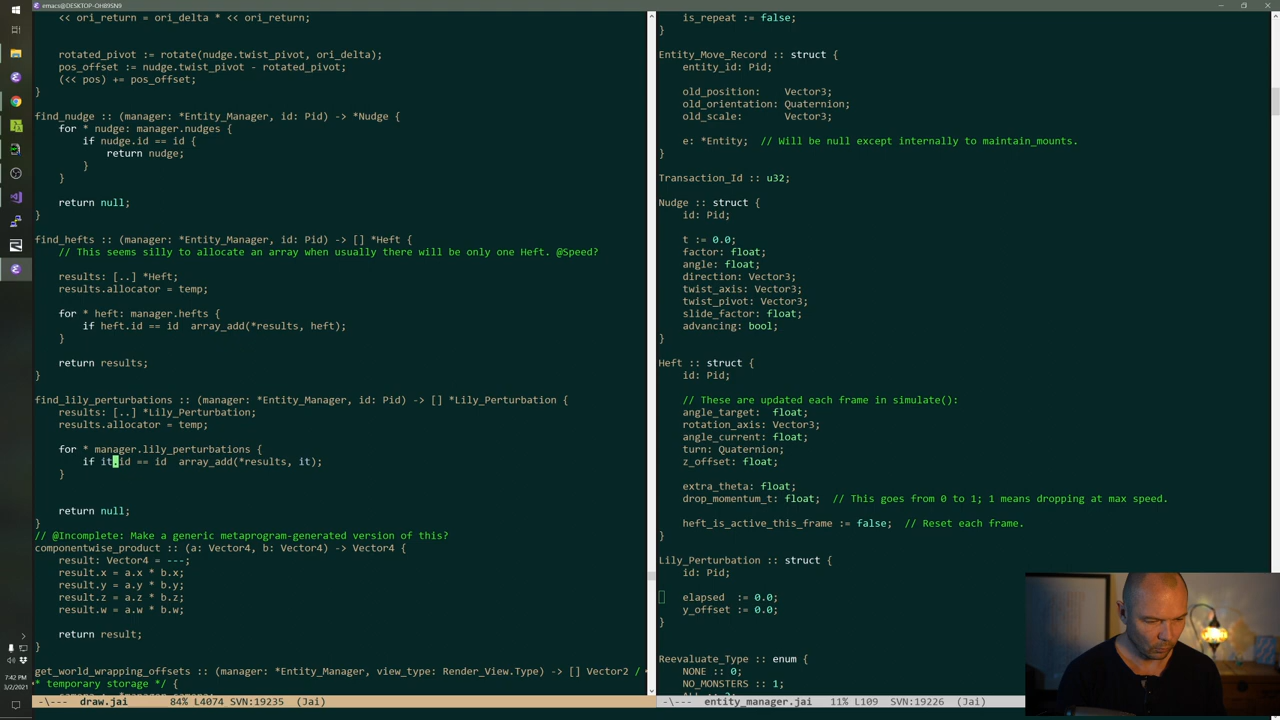 emacs@DESKTOP-OHB9SN9
<< ori_return = ori_delta * << ori_return;
rotated_pivot := rotate(nudge.twist_pivot, ori_delta);
pos_offset := nudge.twist_pivot - rotated_pivot;
(<< pos) += pos_offset;
}
find_nudge :: (manager: *Entity_Manager, id: Pid) -> *Nudge {
for * nudge: manager.nudges {
if nudge.id == id {
return nudge;
}
}
return null;
}
find_hefts :: (manager: *Entity_Manager, id: Pid) -> [] *Heft {
// This seems silly to allocate an array when usually there will be only one Heft. @Speed?
results: [..] *Heft;
results.allocator = temp;
for * heft: manager.hefts {
if heft.id == id  array_add(*results, heft);
}
return results;
}
find_lily_perturbations :: (manager: *Entity_Manager, id: Pid) -> [] *Lily_Perturbation {
results: [..] *Lily_Perturbation;
results.allocator = temp;
for * manager.lily_perturbations {
if it.id == id  array_add(*results, it);
}
return null;
}
// @Incomplete: Make a generic metaprogram-generated version of this?
componentwise_product :: (a: Vector4, b: Vector4) -> Vector4 {
result: Vector4 = ---;
result.x = a.x * b.x;
result.y = a.y * b.y;
result.z = a.z * b.z;
result.w = a.w * b.w;
return result;
}
get_world_wrapping_offsets :: (manager: *Entity_Manager, view_type: Render_View.Type) -> [] Vector2 /
* temporary storage */ {
-\--- draw.jai 84% L4074 SVN:19235 (Jai)
is_repeat := false;
}
Entity_Move_Record :: struct {
entity_id: Pid;
old_position:    Vector3;
old_orientation: Quaternion;
old_scale:       Vector3;
e: *Entity;  // Will be null except internally to maintain_mounts.
}
Transaction_Id :: u32;
Nudge :: struct {
id: Pid;
t := 0.0;
factor: float;
angle: float;
direction: Vector3;
twist_axis: Vector3;
twist_pivot: Vector3;
slide_factor: float;
advancing: bool;
}
Heft :: struct {
id: Pid;
// These are updated each frame in simulate():
angle_target:  float;
rotation_axis: Vector3;
angle_current: float;
turn: Quaternion;
z_offset: float;
extra_theta: float;
drop_momentum_t: float;  // This goes from 0 to 1; 1 means dropping at max speed.
heft_is_active_this_frame := false;  // Reset each frame.
}
Lily_Perturbation :: struct {
id: Pid;
elapsed  := 0.0;
y_offset := 0.0;
}
Reevaluate_Type :: enum {
NONE :: 0;
NO_MONSTERS :: 1;
-\--- entity_manager.jai 11% L109 SVN:19226 (Jai)
7:42 PM
3/2/2021